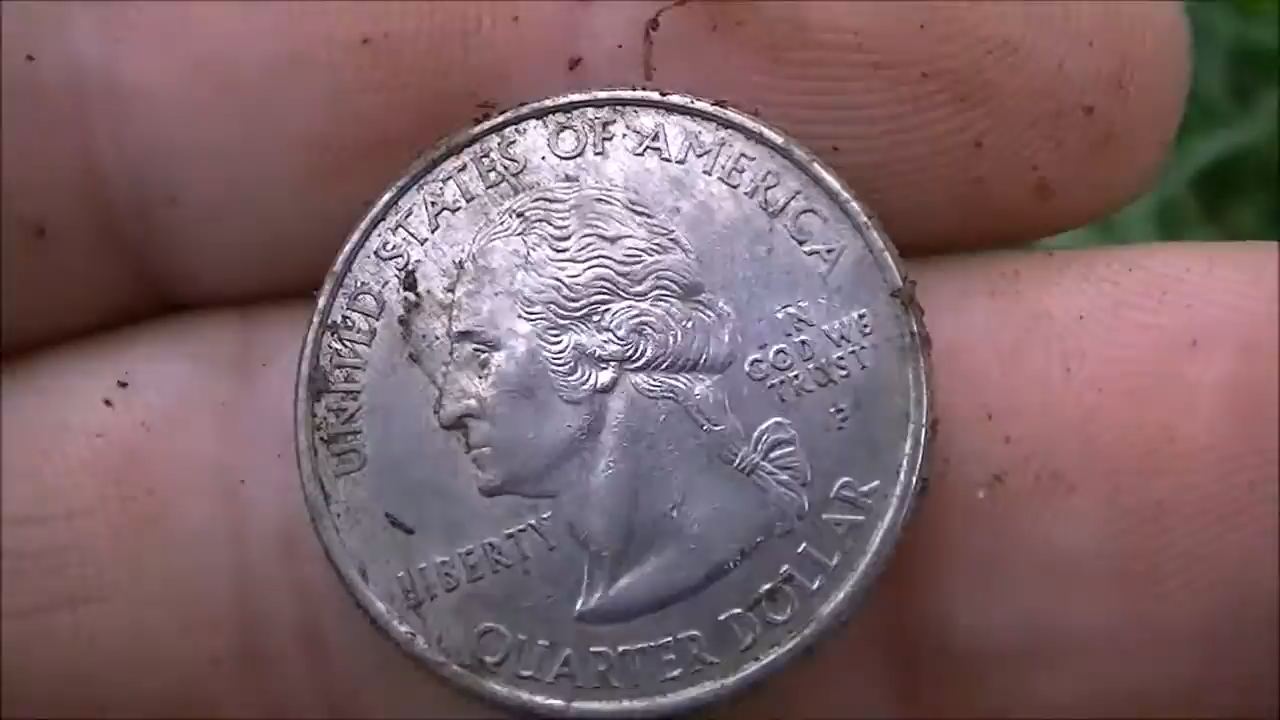 UNITED STATES OF AMERICA
IN
GOD WE
TRUST
P
LIBERTY
QUARTER DOLLAR